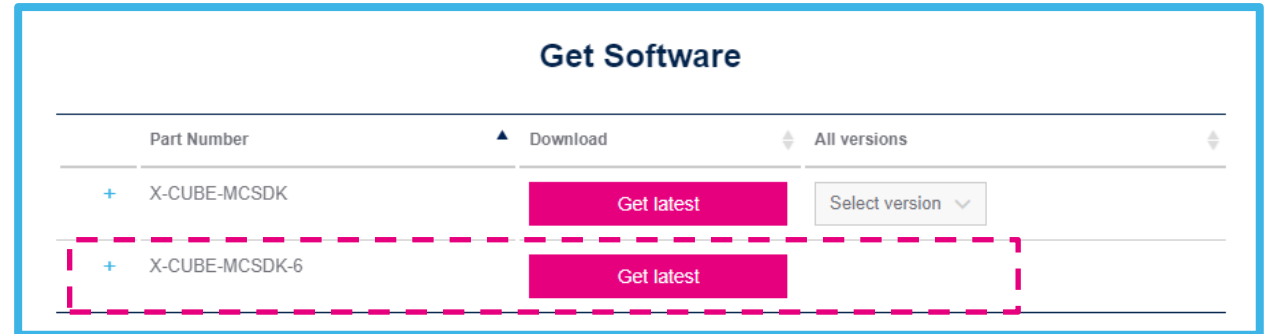 Get Software
Part Number Download All versions
+ X-CUBE-MCSDK Get latest Select version
+ X-CUBE-MCSDK-6 Get latest